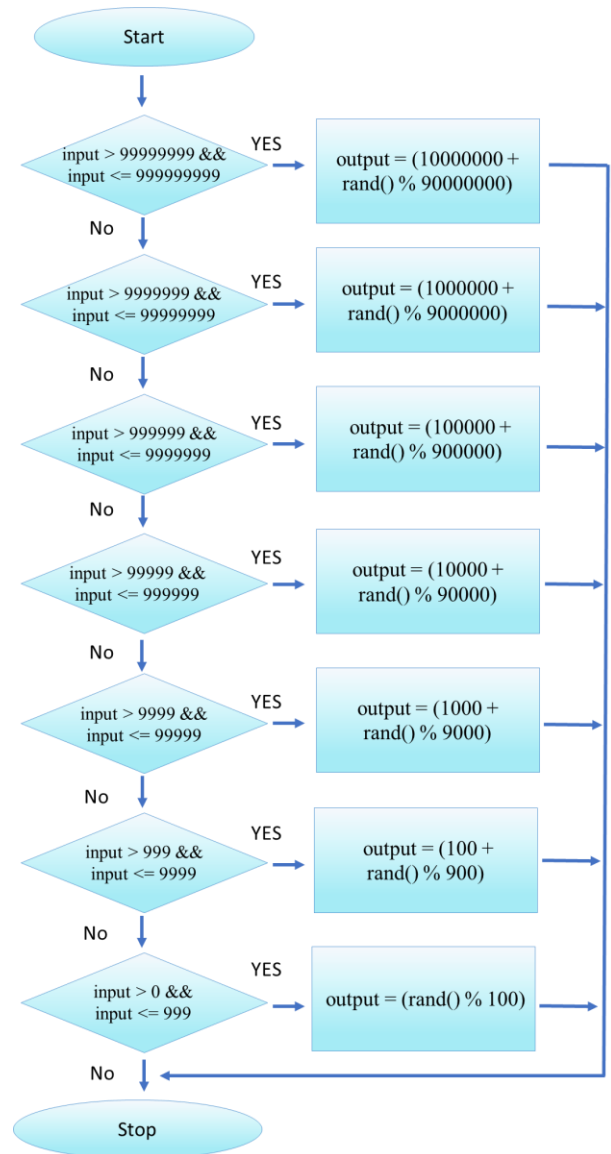 Start
input > 99999999 &&
input <= 999999999
YES
output = (10000000 +
rand() % 90000000)
No
input > 9999999 &&
input <= 99999999
YES
output = (1000000 +
rand() % 9000000)
No
input > 999999 &&
input <= 9999999
YES
output = (100000 +
rand() % 900000)
No
input > 99999 &&
input <= 999999
YES
output = (10000 +
rand() % 90000)
No
input > 9999 &&
input <= 99999
YES
output = (1000 +
rand() % 9000)
No
input > 999 &&
input <= 9999
YES
output = (100 +
rand() % 900)
No
input > 0 &&
input <= 999
YES
output = (rand() % 100)
No
Stop